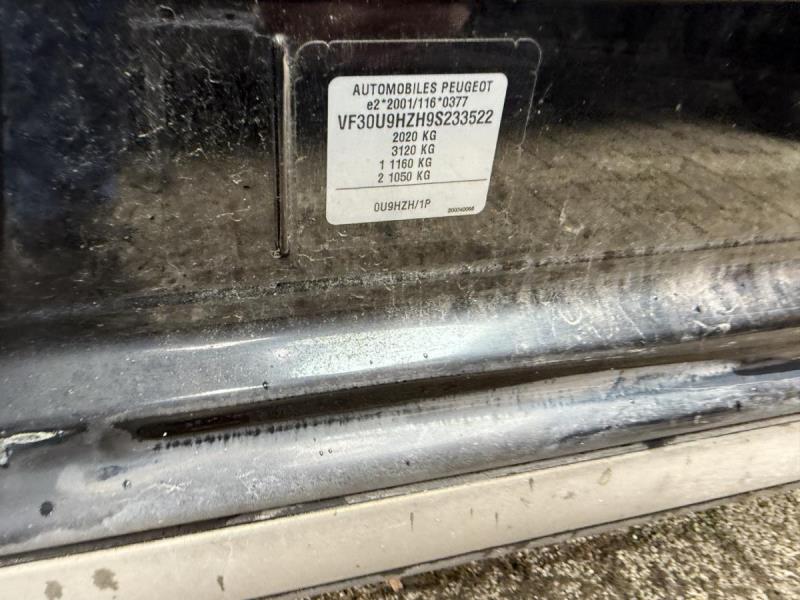 AUTOMOBILES PEUGEOT
e2*2001/116*0377
VF30U9HZH9S233522
2020 KG
3120 KG
1 1160 KG
2 1050 KG
0U9HZH/1P